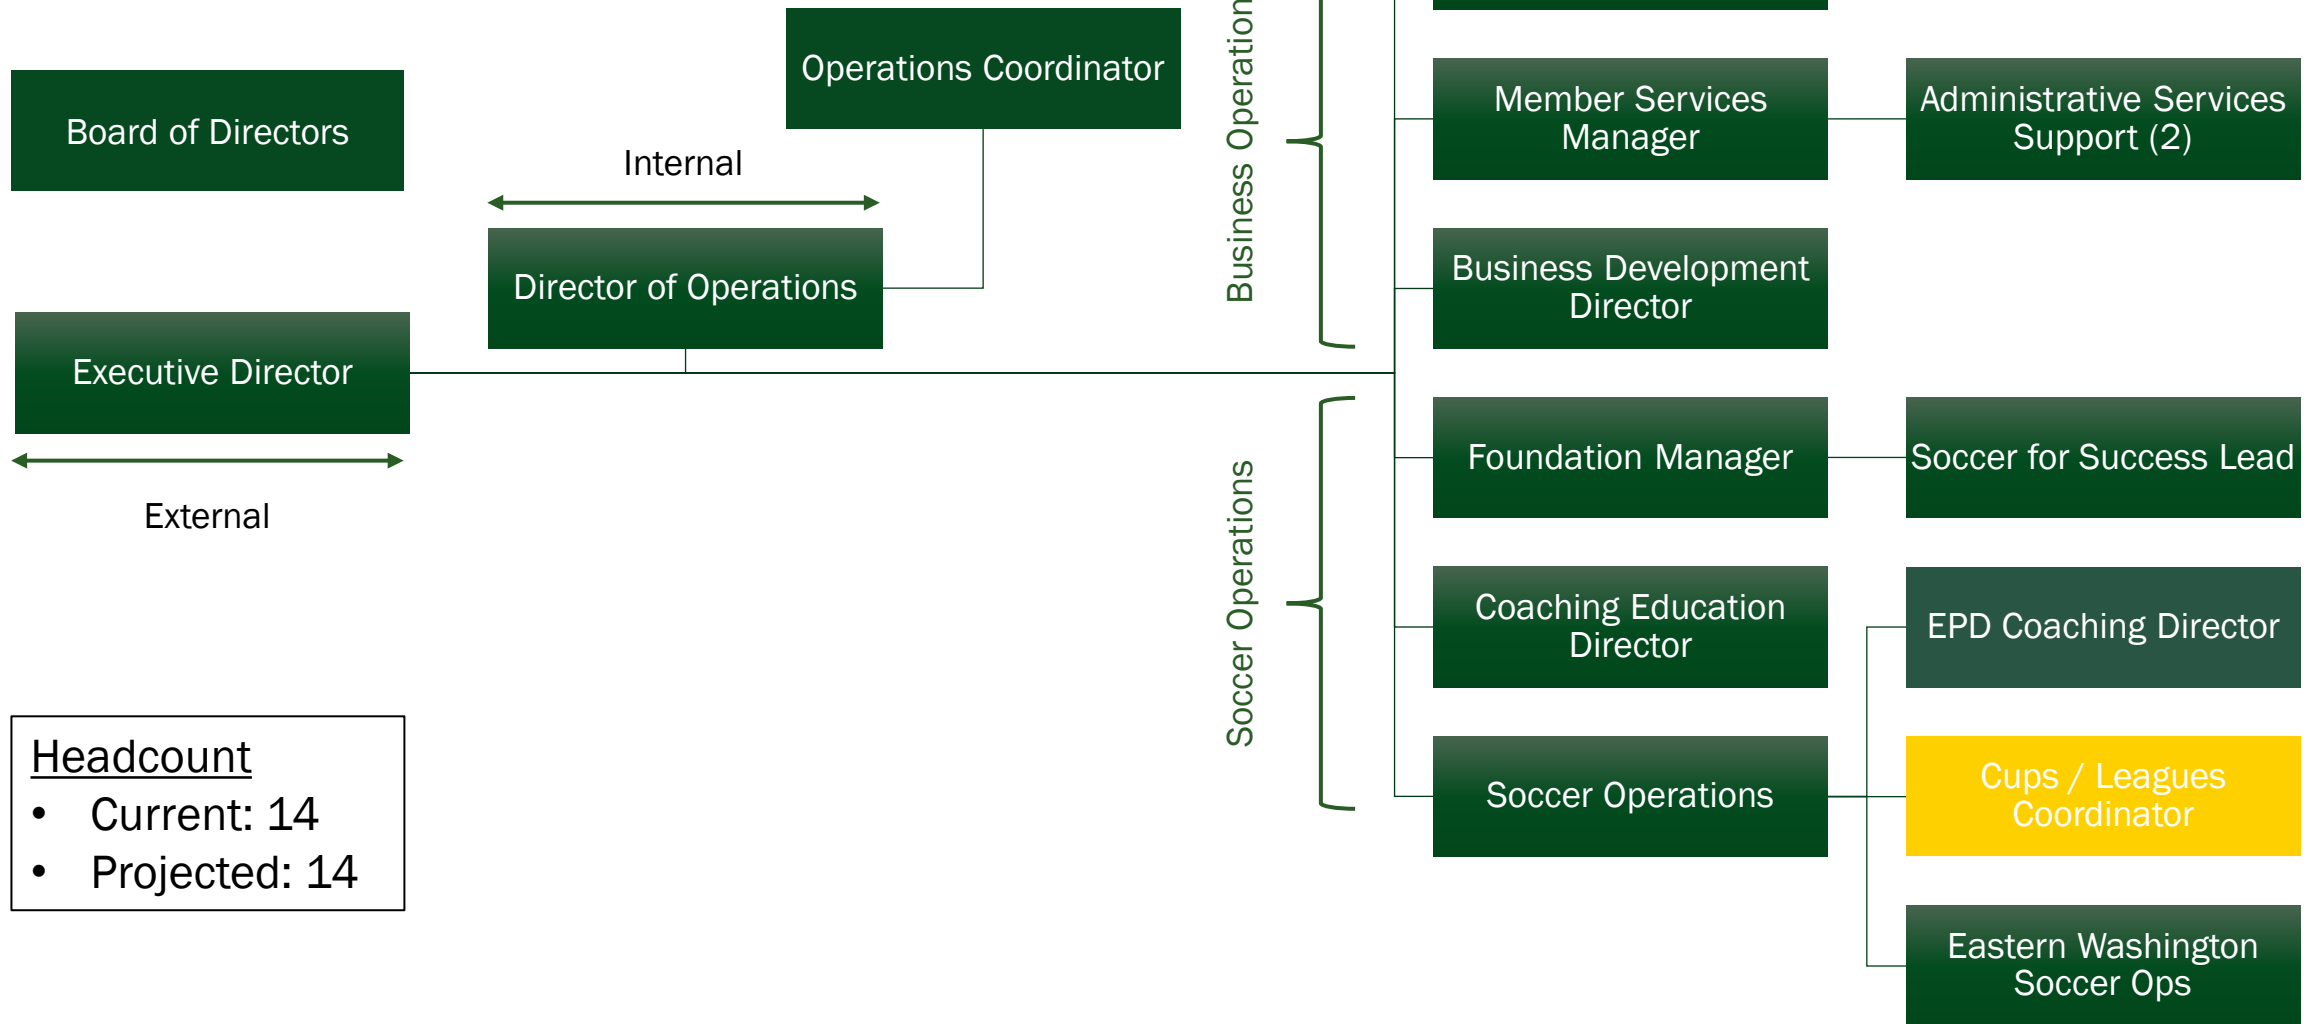 Board of Directors
Executive Director
External
Internal
Director of Operations
Operations Coordinator
Business Operation
Member Services
Manager
Administrative Services
Support (2)
Business Development
Director
Soccer Operations
Foundation Manager
Soccer for Success Lead
Coaching Education
Director
Soccer Operations
EPD Coaching Director
Cups / Leagues
Coordinator
Eastern Washington
Soccer Ops
Headcount
• Current: 14
• Projected: 14